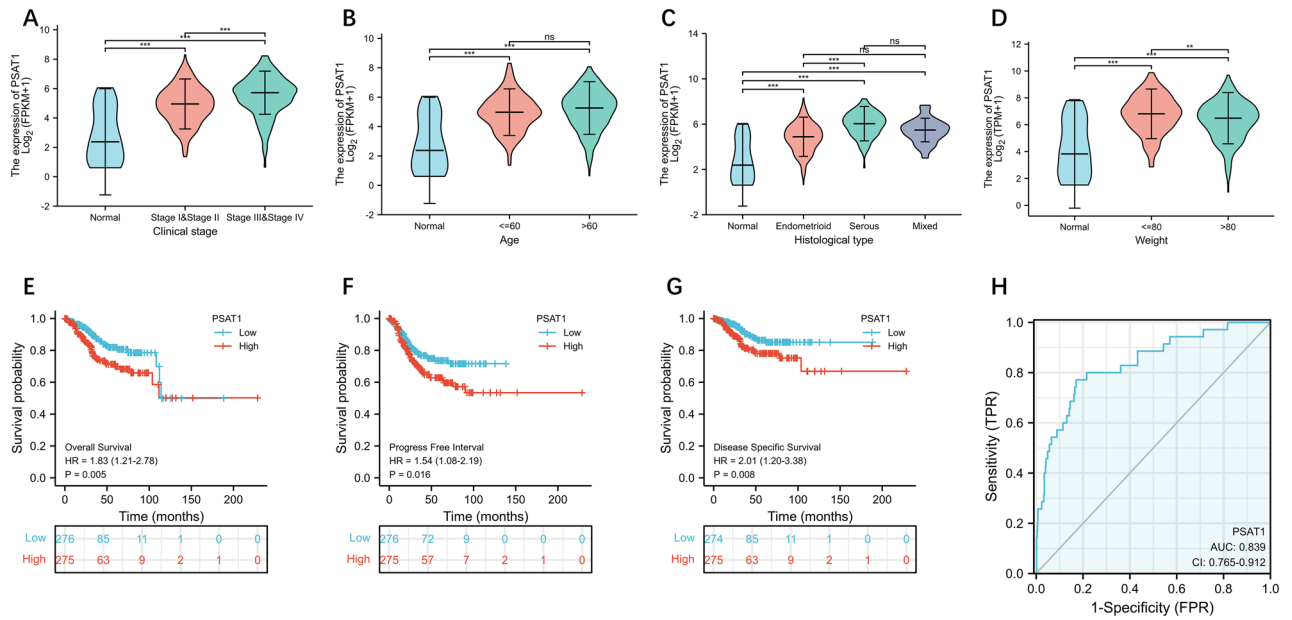 A
The expression of PSAT1
Log2 (FPKM+1)
6
4
2
0
-2
***
***
***
Normal
Stage I&Stage II
Stage III&Stage IV
Clinical stage
B
The expression of PSAT1
Log2 (FPKM+1)
10
8
6
4
2
0
-2
ns
***
***
Normal
<=60
>60
Age
C
The expression of PSAT1
Log2 (FPKM+1)
14
10
6
2
-2
ns
ns
***
***
***
***
Normal
Endometrioid
Serous
Mixed
Histological type
D
The expression of PSAT1
Log2 (TPM+1)
12
10
8
6
4
2
0
**
***
***
Normal
<=80
>80
Weight
E
Survival probability
1.0
0.8
0.6
0.4
0.2
0.0
PSAT1
Low
High
Overall Survival
HR = 1.83 (1.21-2.78)
P = 0.005
0 50 100 150 200
Time (months)
Low 276 85 11 1 0 0
High 275 63 9 2 1 0
F
Survival probability
1.0
0.8
0.6
0.4
0.2
0.0
PSAT1
Low
High
Progress Free Interval
HR = 1.54 (1.08-2.19)
P = 0.016
0 50 100 150 200
Time (months)
Low 276 72 9 0 0 0
High 275 57 7 2 1 0
G
Survival probability
1.0
0.8
0.6
0.4
0.2
0.0
PSAT1
Low
High
Disease Specific Survival
HR = 2.01 (1.20-3.38)
P = 0.008
0 50 100 150 200
Time (months)
Low 274 85 11 1 0 0
High 275 63 9 2 1 0
H
Sensitivity (TPR)
1.0
0.8
0.6
0.4
0.2
0.0
PSAT1
AUC: 0.839
CI: 0.765-0.912
0.0 0.2 0.4 0.6 0.8 1.0
1-Specificity (FPR)